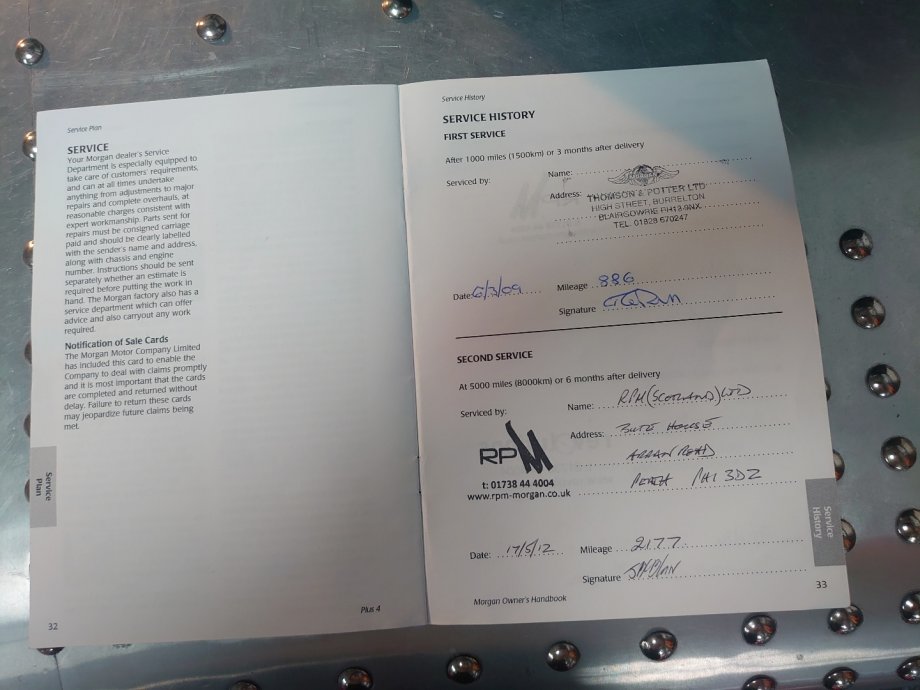 Service Plan
SERVICE
Your Morgan dealer's Service
Department is especially equipped to
take care of customers' requirements,
and can at all times undertake
anything from adjustments to major
repairs and complete overhauls, at
reasonable charges consistent with
expert workmanship. Parts sent for
repairs must be consigned carriage
paid and should be clearly labelled
with the sender's name and address,
along with chassis and engine
number. Instructions should be sent
separately whether an estimate is
required before putting the work in
hand. The Morgan factory also has a
service department which can offer
advice and also carryout any work
required.
Notification of Sale Cards
The Morgan Motor Company Limited
has included this card to enable the
Company to deal with claims promptly
and it is most important that the cards
are completed and returned without
delay. Failure to return these cards
may jeopardize future claims being
met.
Service
Plan
32
Plus 4
Service History
SERVICE HISTORY
FIRST SERVICE
After 1000 miles (1500km) or 3 months after delivery
Serviced by:
Name:
Address: THOMSON & POTTER LTD
HIGH STREET, BURRELTON
BLAIRGOWRIE PH13 9NX
TEL. 01828 670247
Date: 6/3/09 Mileage 886
Signature
SECOND SERVICE
At 5000 miles (8000km) or 6 months after delivery
Serviced by:
Name: RPM (SCOTLAND) LTD
Address: BUTE HOUSE
ARRAN ROAD
PERTH PH1 3DZ
RPM
t: 01738 44 4004
www.rpm-morgan.co.uk
Date: 17/5/12 Mileage 2177
Signature
Service
History
Morgan Owner's Handbook
33